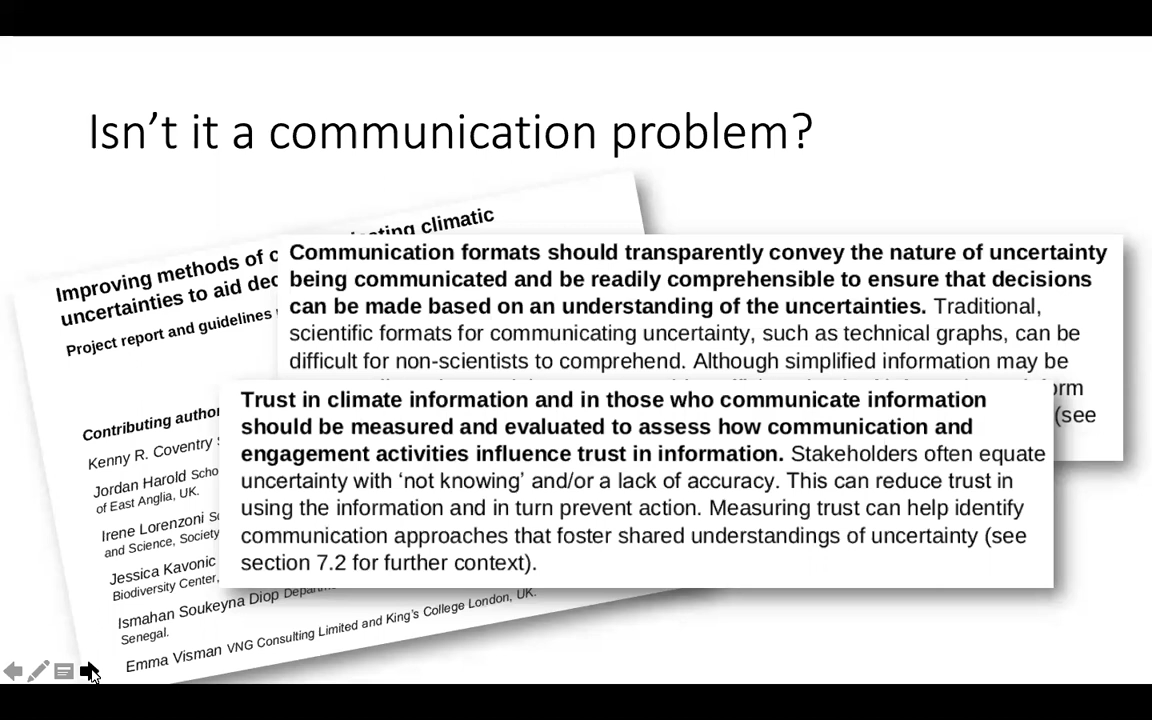 Isn’t it a communication problem?
Improving methods of c
ating climatic
uncertainties to aid dec
Project report and guidelines
Contributing author
Kenny R. Coventry
Jordan Harold Scho
of East Anglia, UK.
Irene Lorenzoni Sc
and Science, Society
Jessica Kavonic
Biodiversity Center,
Ismahan Soukeyna Diop
Senegal.
Emma Visman VNG Consulting Limited and King’s College London, UK.
Communication formats should transparently convey the nature of uncertainty
being communicated and be readily comprehensible to ensure that decisions
can be made based on an understanding of the uncertainties. Traditional,
scientific formats for communicating uncertainty, such as technical graphs, can be
difficult for non-scientists to comprehend. Although simplified information may be
orm
(see
Trust in climate information and in those who communicate information
should be measured and evaluated to assess how communication and
engagement activities influence trust in information. Stakeholders often equate
uncertainty with ‘not knowing’ and/or a lack of accuracy. This can reduce trust in
using the information and in turn prevent action. Measuring trust can help identify
communication approaches that foster shared understandings of uncertainty (see
section 7.2 for further context).